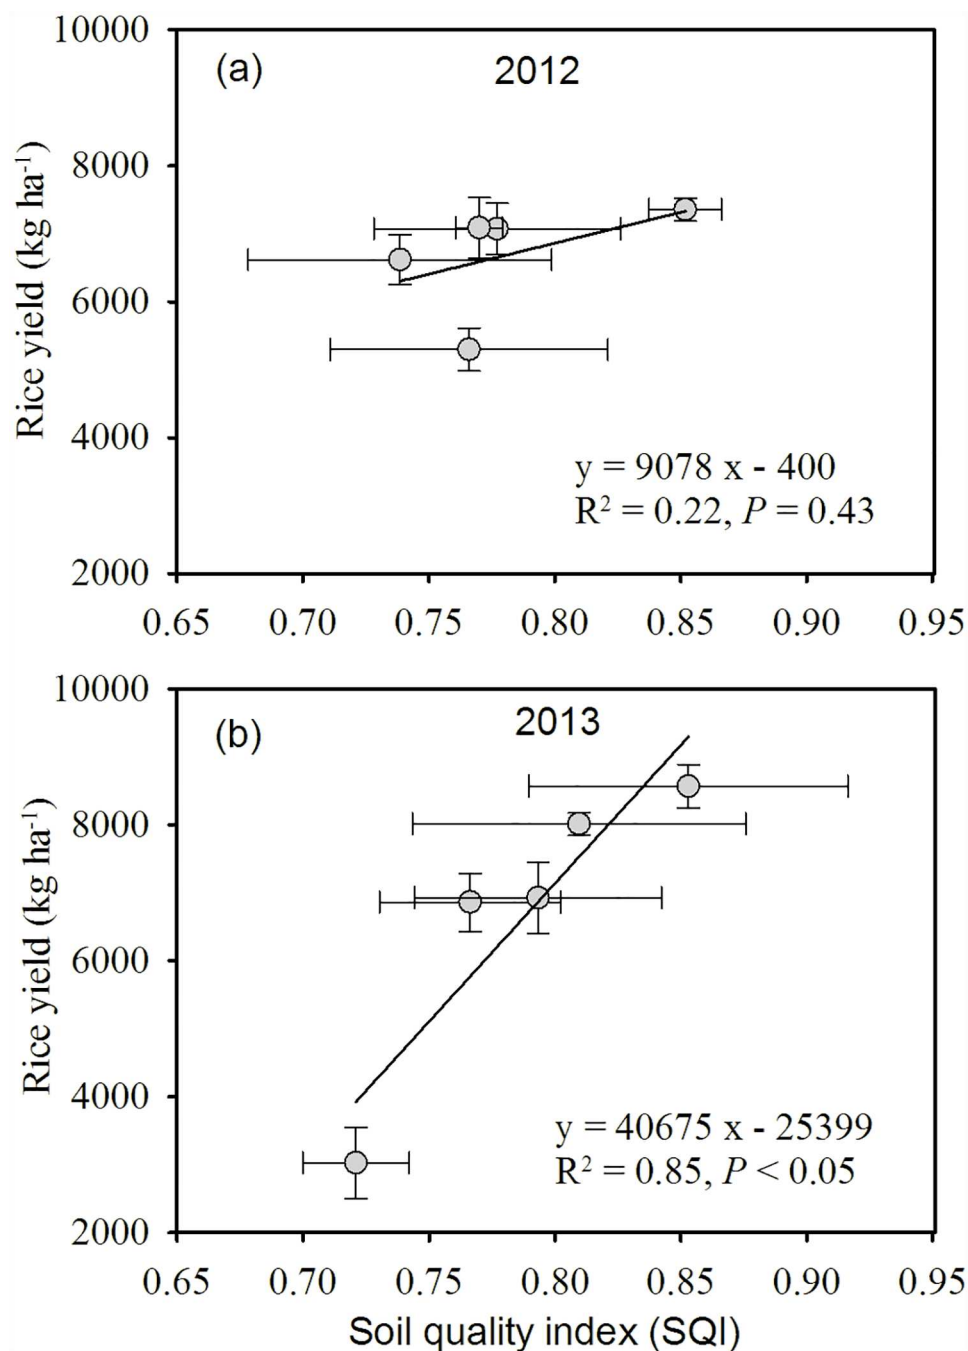 (a)
2012
Rice yield (kg ha⁻¹)
10000
8000
6000
4000
2000
y = 9078 x - 400
R² = 0.22, P = 0.43
0.65 0.70 0.75 0.80 0.85 0.90 0.95
(b)
2013
Rice yield (kg ha⁻¹)
10000
8000
6000
4000
2000
y = 40675 x - 25399
R² = 0.85, P < 0.05
0.65 0.70 0.75 0.80 0.85 0.90 0.95
Soil quality index (SQI)